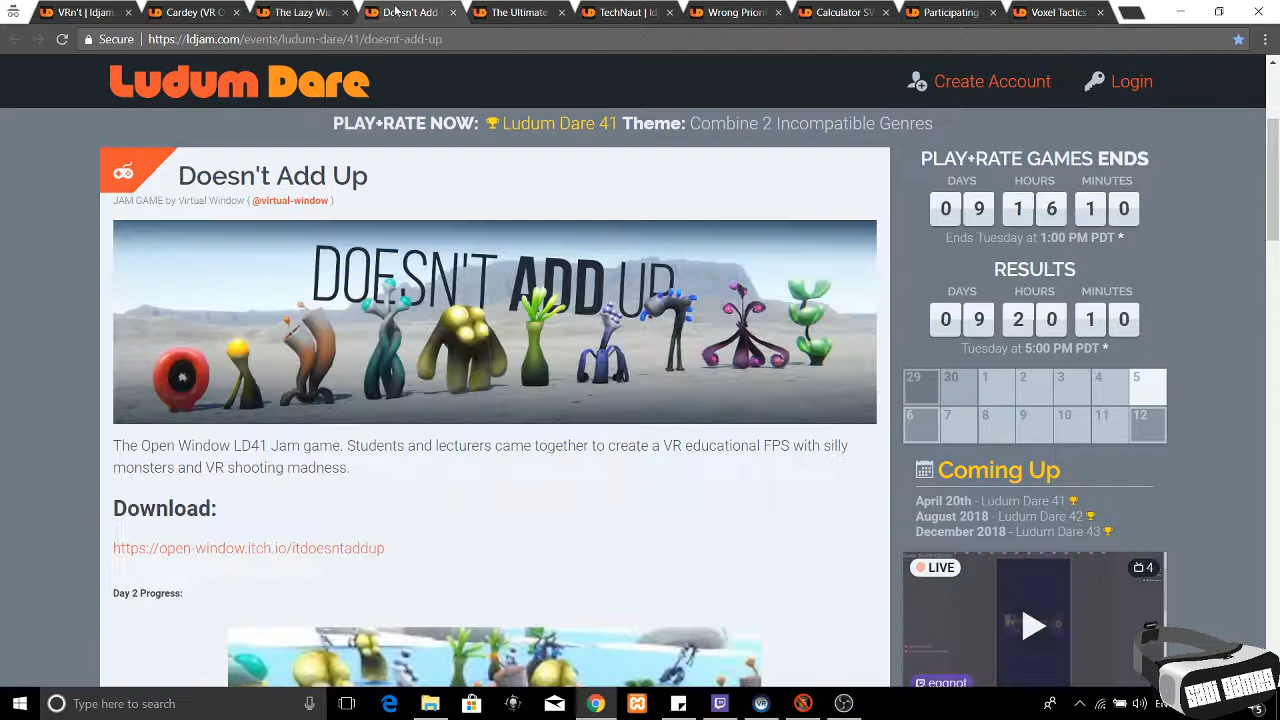 VRn't | ldjam
Cardey (VR O
The Lazy Wiz
Doesn't Add
The Ultimate
TechNaut | ld
Wrong Roon
Calculator SV
Participating
Voxel Tactics
Secure
https://ldjam.com/events/ludum-dare/41/doesnt-add-up
Ludum Dare
Create Account
Login
PLAY+RATE NOW: Ludum Dare 41 Theme: Combine 2 Incompatible Genres
Doesn't Add Up
JAM GAME by Virtual Window ( @virtual-window )
DOESN'T ADD UP
The Open Window LD41 Jam game. Students and lecturers came together to create a VR educational FPS with silly
monsters and VR shooting madness.
Download:
https://open-window.itch.io/itdoesntaddup
Day 2 Progress:
PLAY+RATE GAMES ENDS
DAYS HOURS MINUTES
0 9 1 6 1 0
Ends Tuesday at 1:00 PM PDT *
RESULTS
DAYS HOURS MINUTES
0 9 2 0 1 0
Tuesday at 5:00 PM PDT *
29 30 1 2 3 4 5
6 7 8 9 10 11 12
Coming Up
April 20th - Ludum Dare 41
August 2018 - Ludum Dare 42
December 2018 - Ludum Dare 43
LIVE
4
eggnot
Type here to search